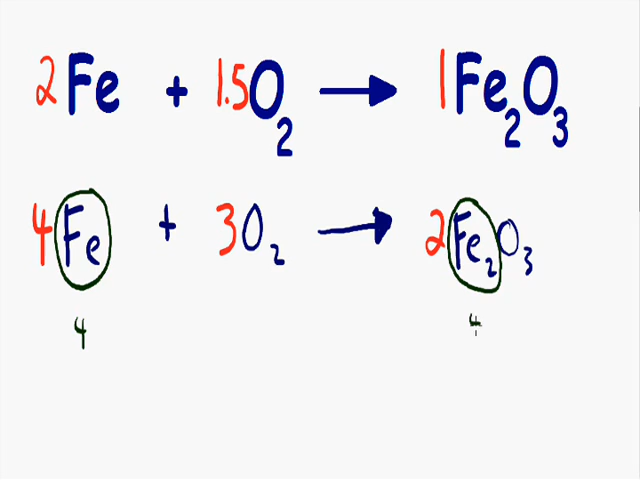 2Fe + 1.5O₂ → 1Fe₂O₃
4Fe + 3O₂ → 2Fe₂O₃
4 4